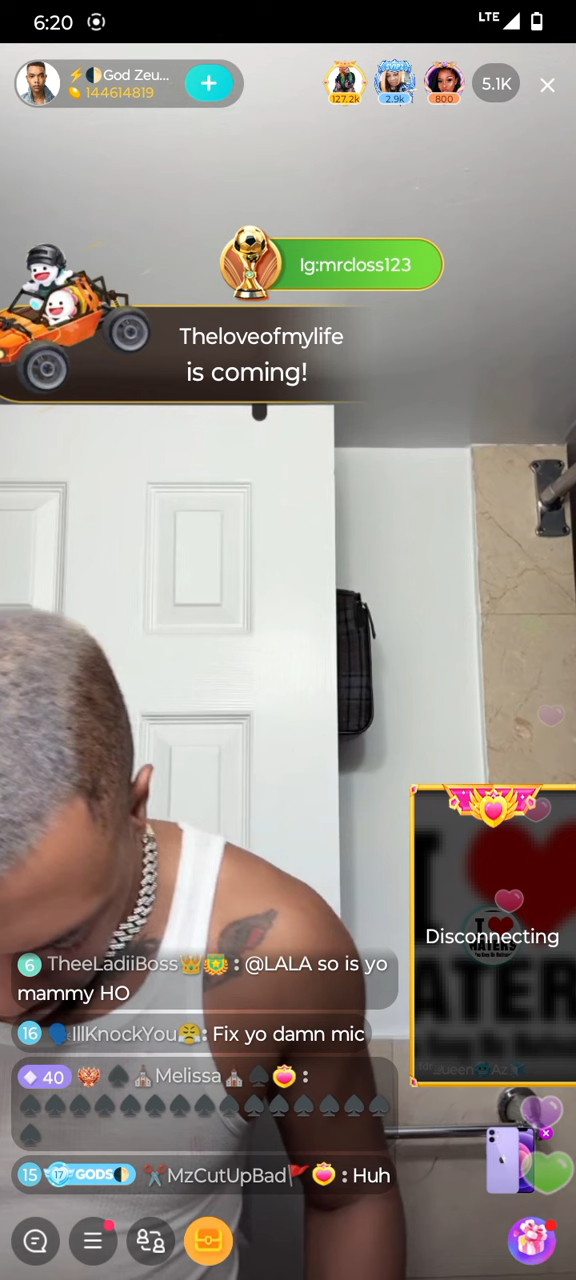 6:20
LTE
⚡🌓God Zeu...
144614819
127.2k
2.9k
800
5.1K
Ig:mrcloss123
Theloveofmylife
is coming!
I ❤
HATERS
Disconnecting
ATER
6 TheeLadiiBoss👑 : @LALA so is yo
mammy HO
16 🗣IllKnockYou😤: Fix yo damn mic
40 ♠⛪Melissa⛪♠ :
♠♠♠♠♠♠♠♠♠♠♠♠♠♠♠
♠
15 17 GODS🌓 ✂MzCutUpBad🚩 : Huh